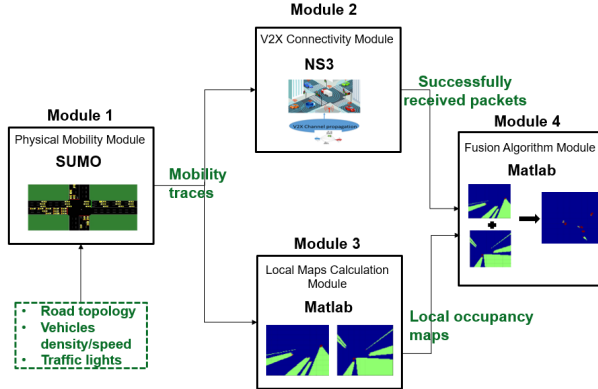 Module 1
Physical Mobility Module
SUMO
• Road topology
• Vehicles
density/speed
• Traffic lights
Mobility
traces
Module 2
V2X Connectivity Module
NS3
V2X Channel propagation
Successfully
received packets
Module 3
Local Maps Calculation
Module
Matlab
Local occupancy
maps
Module 4
Fusion Algorithm Module
Matlab